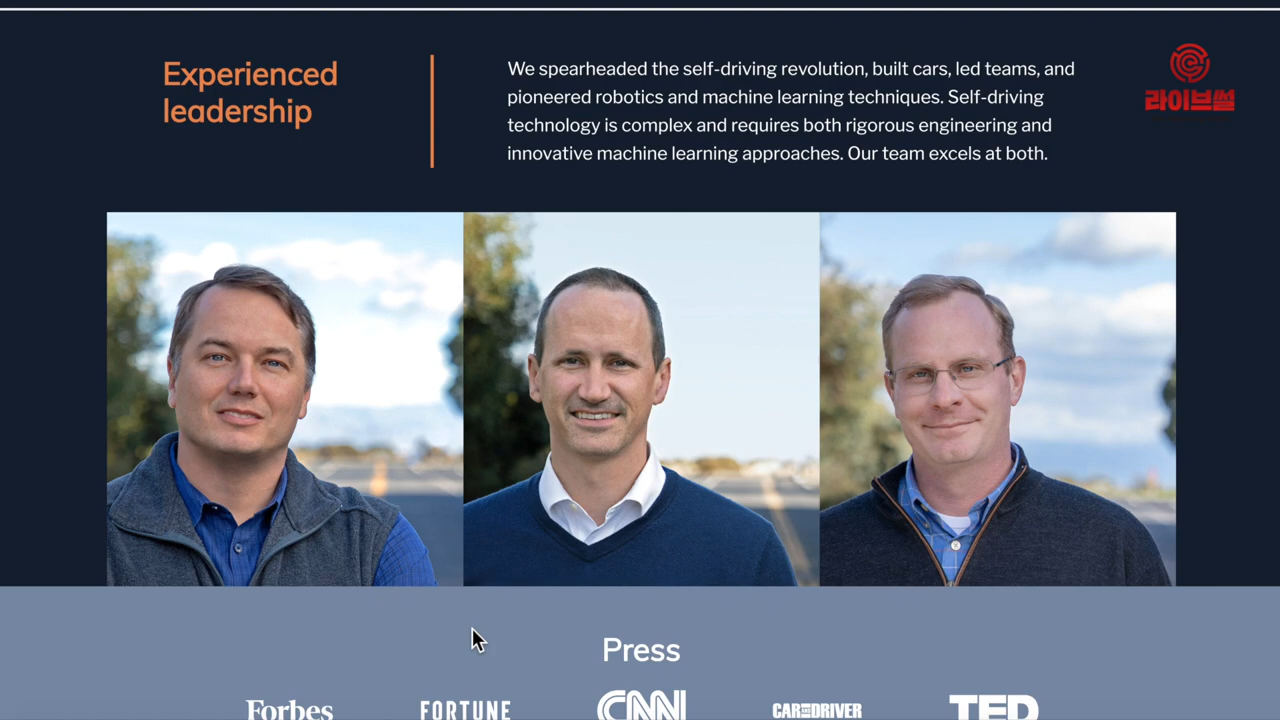 Experienced
leadership
We spearheaded the self-driving revolution, built cars, led teams, and
pioneered robotics and machine learning techniques. Self-driving
technology is complex and requires both rigorous engineering and
innovative machine learning approaches. Our team excels at both.
라이브썰
Press
Forbes
FORTUNE
CNN
CAR AND DRIVER
TED